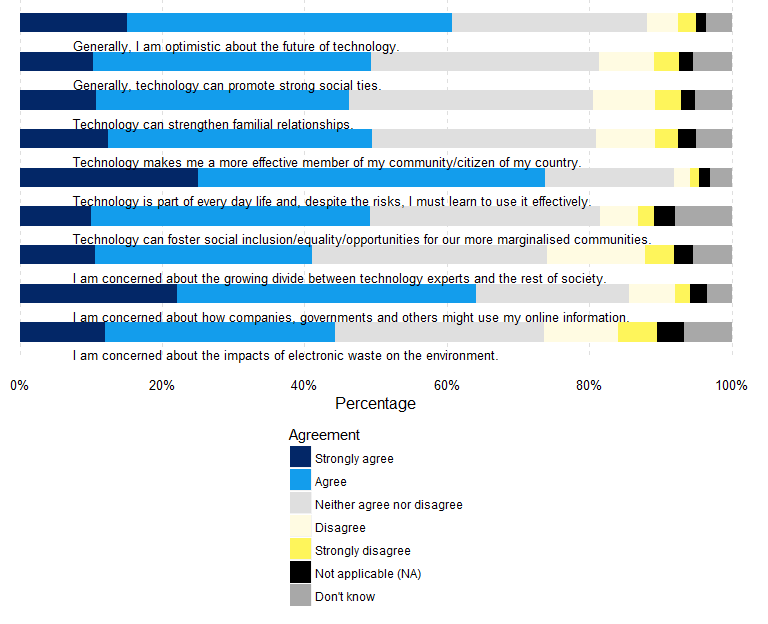 Generally, I am optimistic about the future of technology.
Generally, technology can promote strong social ties.
Technology can strengthen familial relationships.
Technology makes me a more effective member of my community/citizen of my country.
Technology is part of every day life and, despite the risks, I must learn to use it effectively.
Technology can foster social inclusion/equality/opportunities for our more marginalised communities.
I am concerned about the growing divide between technology experts and the rest of society.
I am concerned about how companies, governments and others might use my online information.
I am concerned about the impacts of electronic waste on the environment.
0% 20% 40% 60% 80% 100%
Percentage
Agreement
Strongly agree
Agree
Neither agree nor disagree
Disagree
Strongly disagree
Not applicable (NA)
Don't know